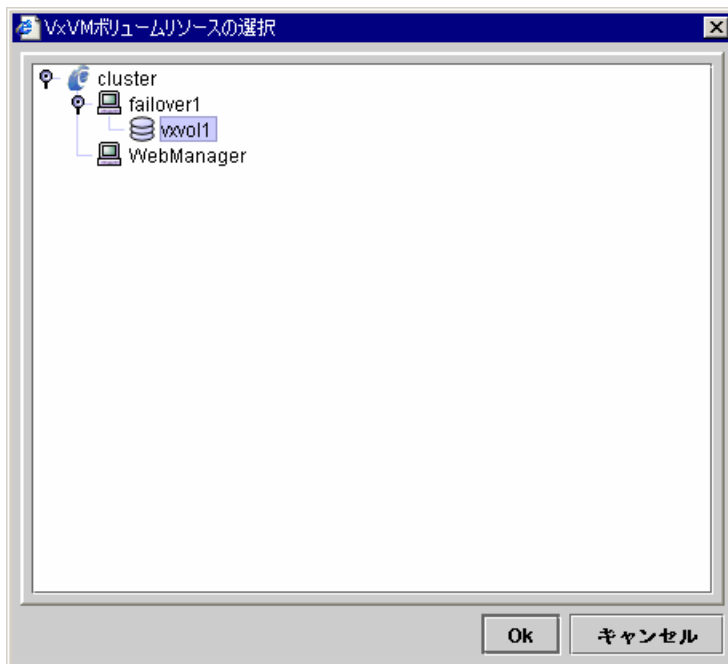 VxVMボリュームリソースの選択
cluster
failover1
vxvol1
WebManager
Ok
キャンセル